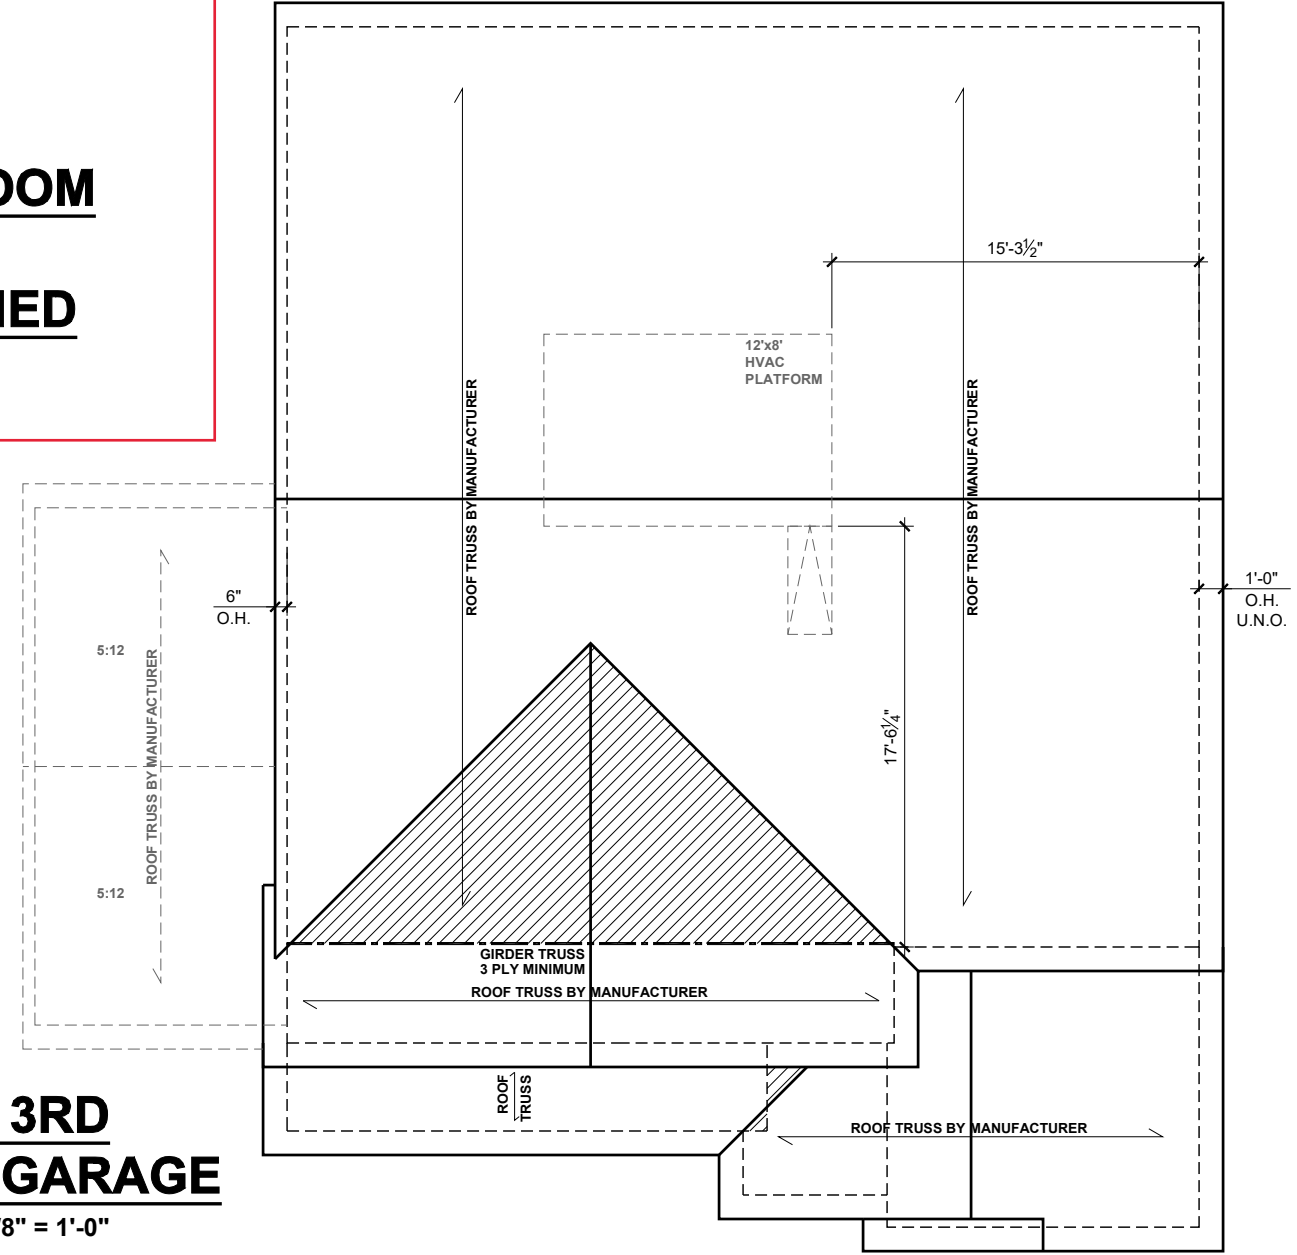 OOM
IED
15'-3½"
12'x8'
HVAC
PLATFORM
ROOF TRUSS BY MANUFACTURER
ROOF TRUSS BY MANUFACTURER
6"
O.H.
1'-0"
O.H.
U.N.O.
5:12
ROOF TRUSS BY MANUFACTURER
17'-6¼"
5:12
GIRDER TRUSS
3 PLY MINIMUM
ROOF TRUSS BY MANUFACTURER
ROOF
TRUSS
ROOF TRUSS BY MANUFACTURER
3RD
GARAGE
/8" = 1'-0"